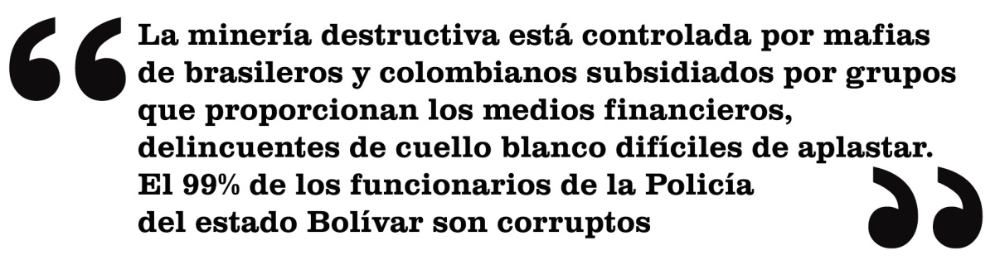 “La minería destructiva está controlada por mafias
de brasileros y colombianos subsidiados por grupos
que proporcionan los medios financieros,
delincuentes de cuello blanco difíciles de aplastar.
El 99% de los funcionarios de la Policía
del estado Bolívar son corruptos”